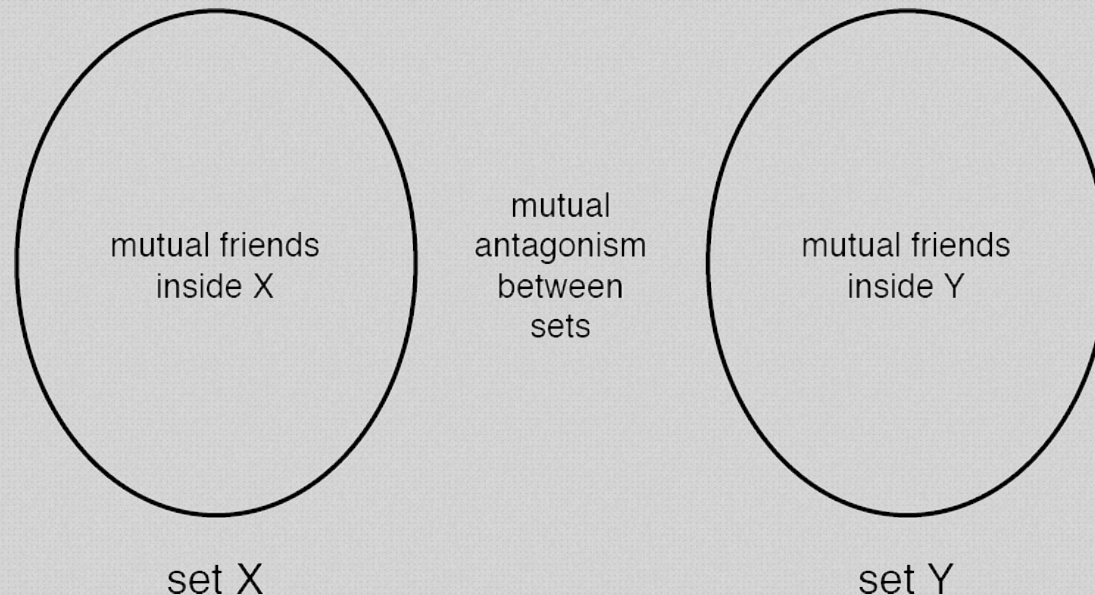 mutual friends
inside X
mutual
antagonism
between
sets
mutual friends
inside Y
set X
set Y